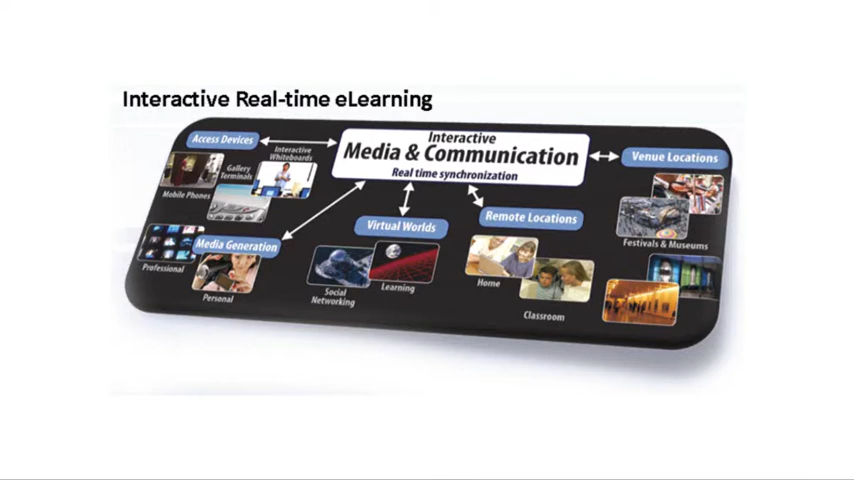 Interactive Real-time eLearning
Interactive
Media & Communication
Real time synchronization
Access Devices
Interactive
Whiteboards
Gallery
Terminals
Mobile Phones
Venue Locations
Festivals & Museums
Media Generation
Professional
Personal
Virtual Worlds
Social
Networking
Learning
Remote Locations
Home
Classroom